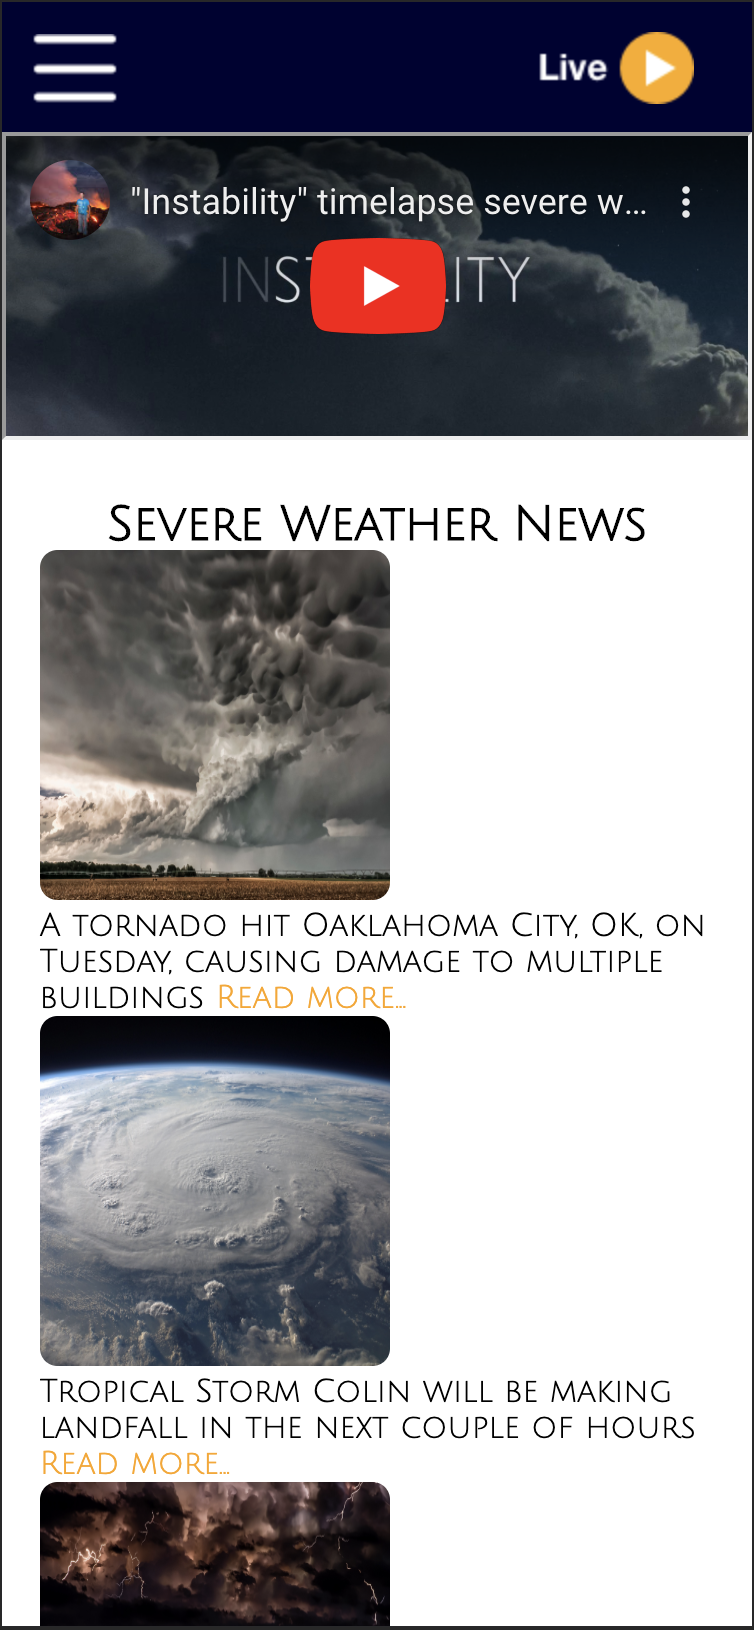 Live
"Instability" timelapse severe w...
INST LITY
Severe Weather News
A tornado hit Oaklahoma City, OK, on
Tuesday, causing damage to multiple
buildings Read more...
Tropical Storm Colin will be making
landfall in the next couple of hours
Read more...